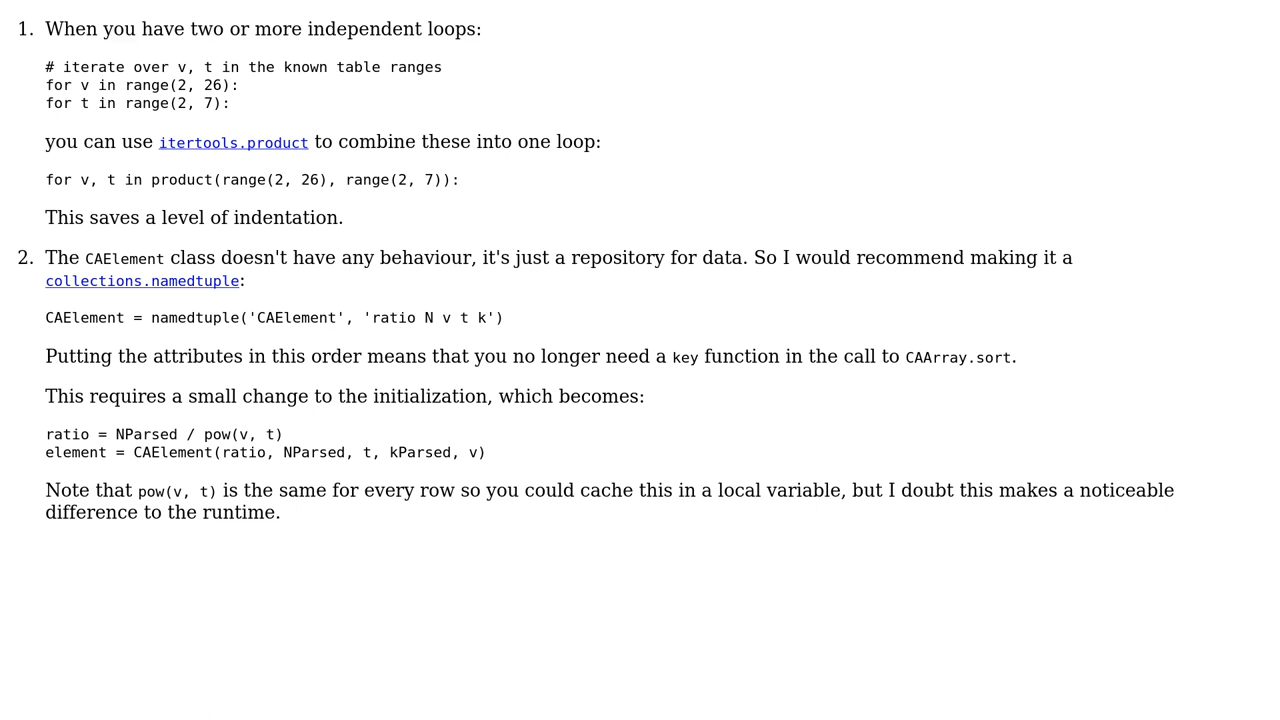 1. When you have two or more independent loops:
# iterate over v, t in the known table ranges
for v in range(2, 26):
for t in range(2, 7):
you can use itertools.product to combine these into one loop:
for v, t in product(range(2, 26), range(2, 7)):
This saves a level of indentation.
2. The CAElement class doesn't have any behaviour, it's just a repository for data. So I would recommend making it a
collections.namedtuple:
CAElement = namedtuple('CAElement', 'ratio N v t k')
Putting the attributes in this order means that you no longer need a key function in the call to CAArray.sort.
This requires a small change to the initialization, which becomes:
ratio = NParsed / pow(v, t)
element = CAElement(ratio, NParsed, t, kParsed, v)
Note that pow(v, t) is the same for every row so you could cache this in a local variable, but I doubt this makes a noticeable
difference to the runtime.